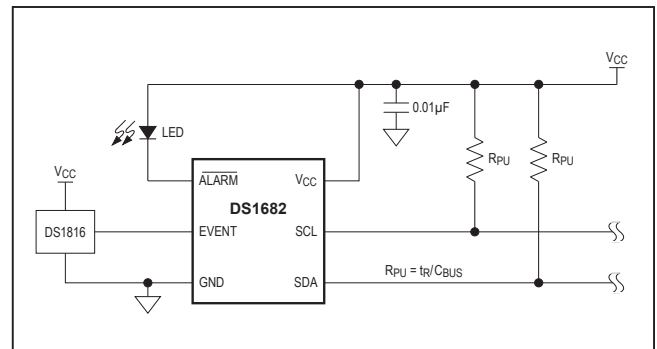 VCC
0.01µF
LED
RPU
RPU
VCC
ALARM
VCC
DS1682
DS1816
EVENT
SCL
RPU = tR/CBUS
GND
SDA